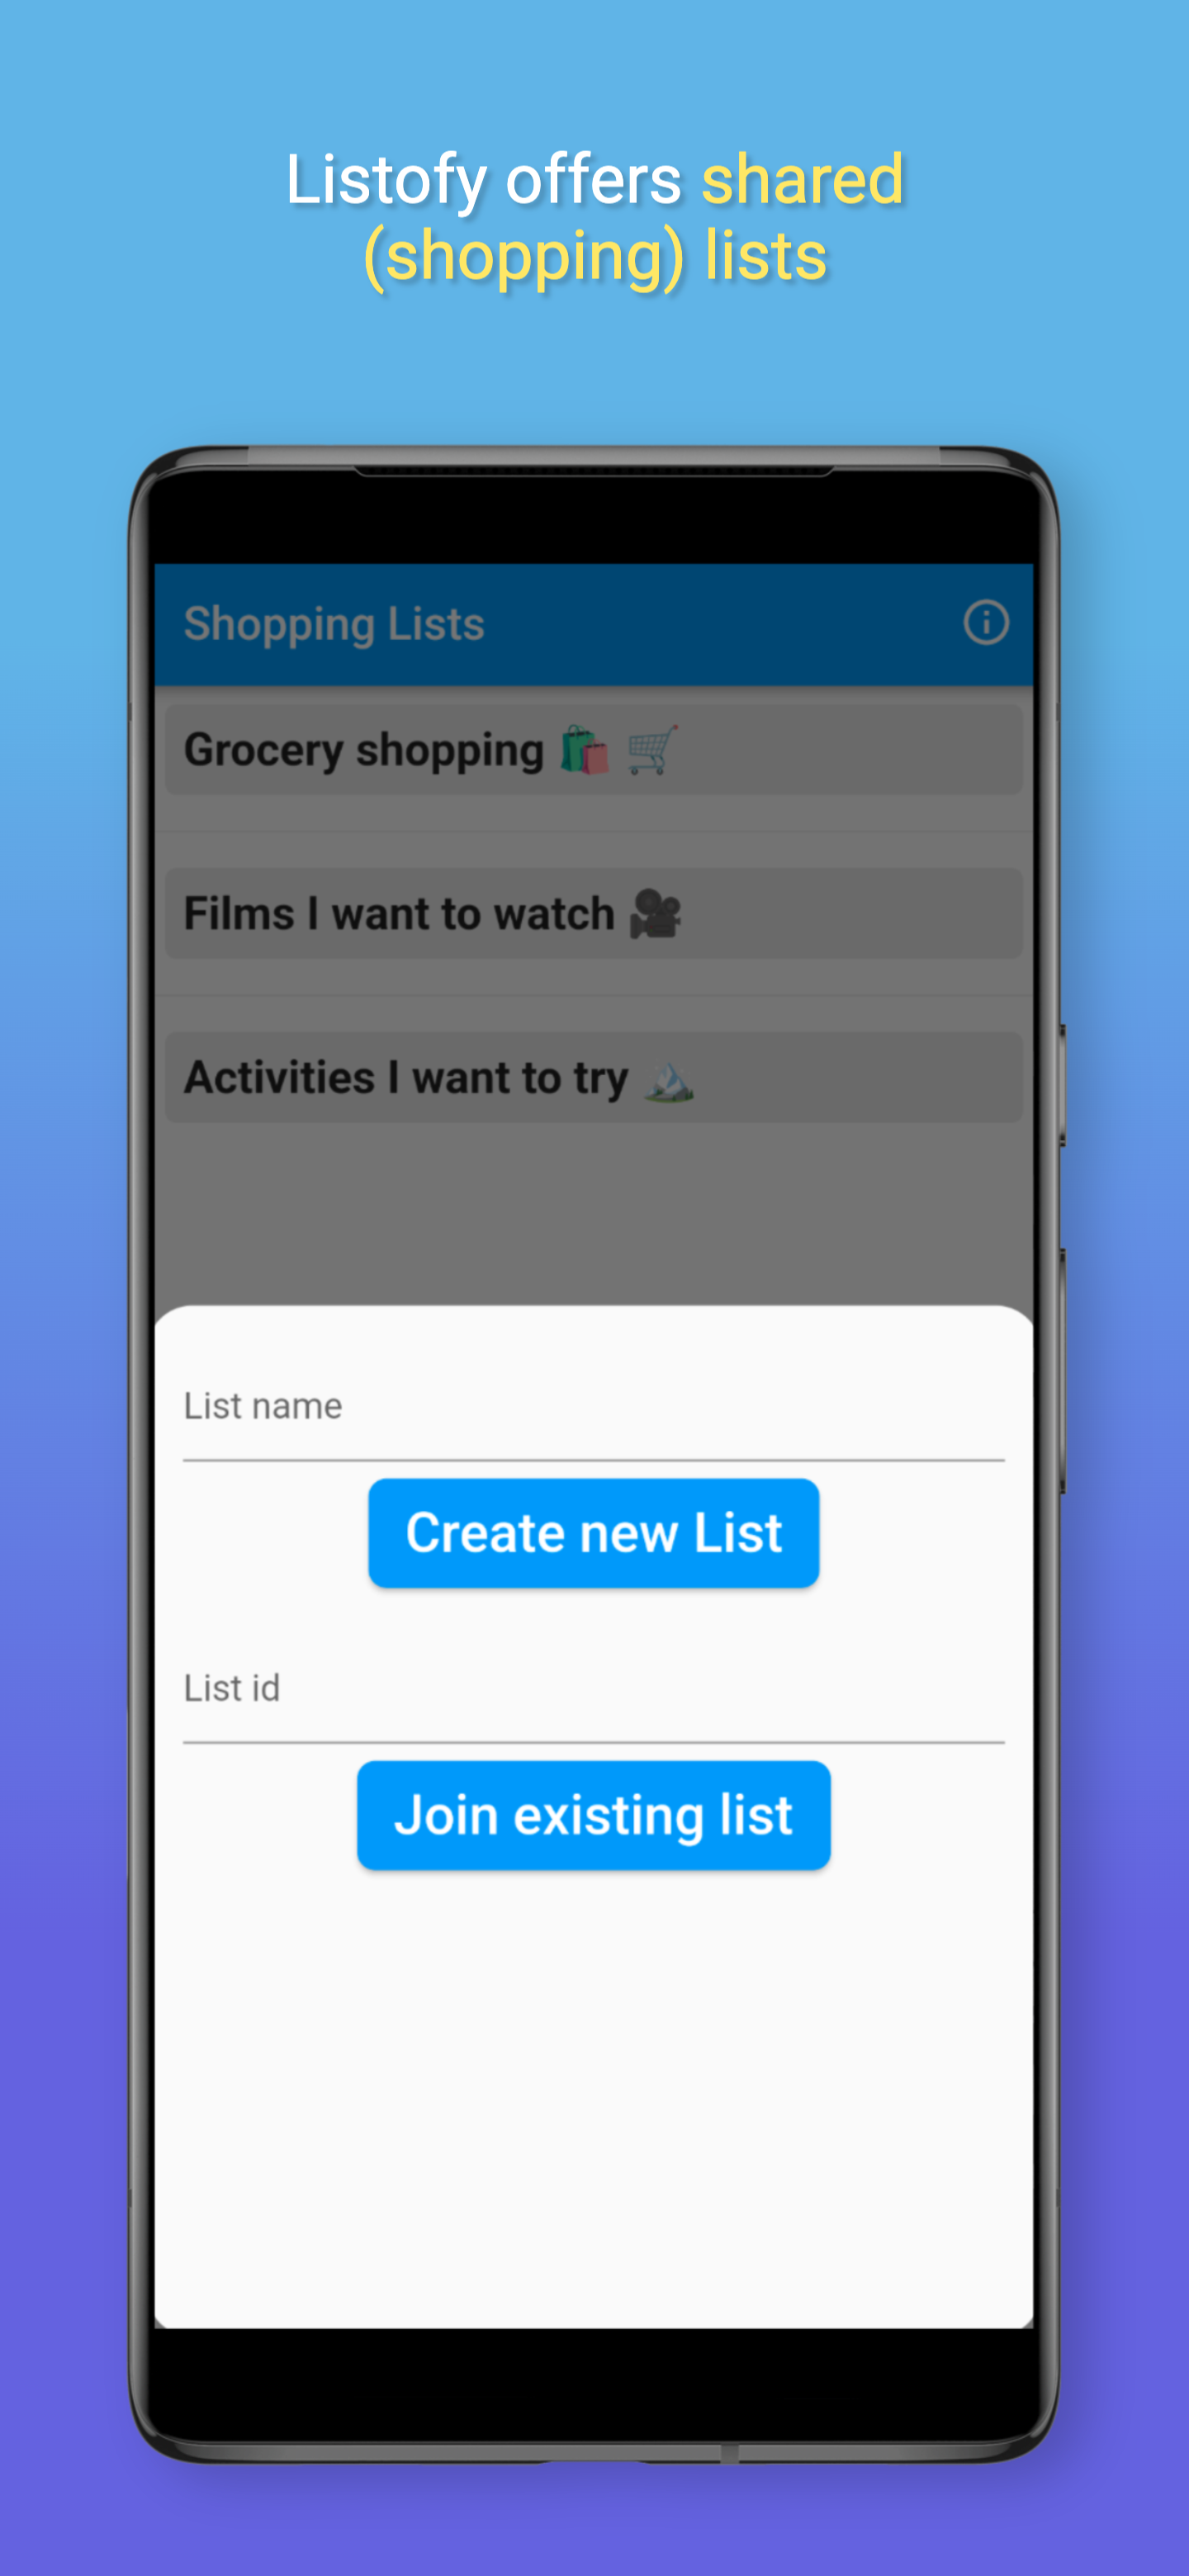 Listofy offers shared
(shopping) lists
Shopping Lists
Grocery shopping 🛍️ 🛒
Films I want to watch 🎥
Activities I want to try 🏔️
List name
Create new List
List id
Join existing list